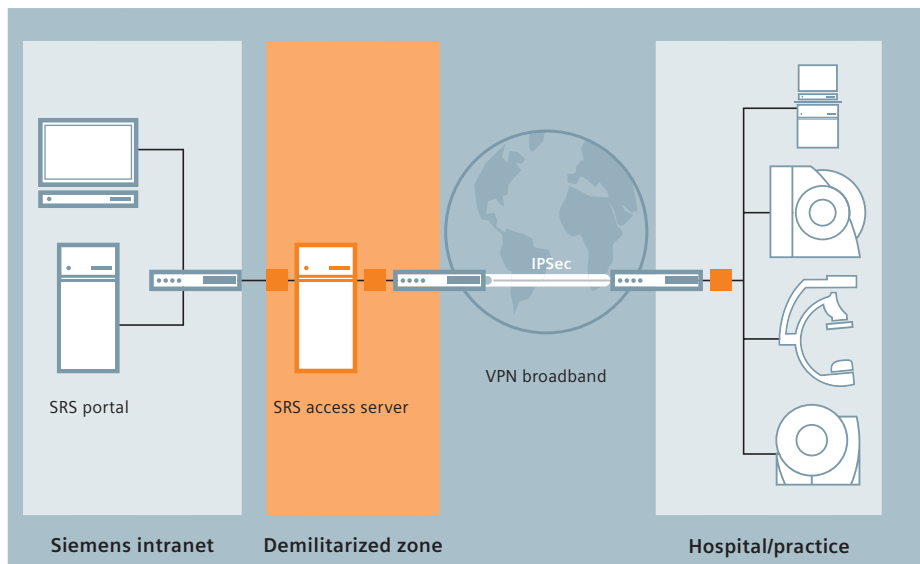 IPSec
VPN broadband
SRS portal
SRS access server
Siemens intranet
Demilitarized zone
Hospital/practice